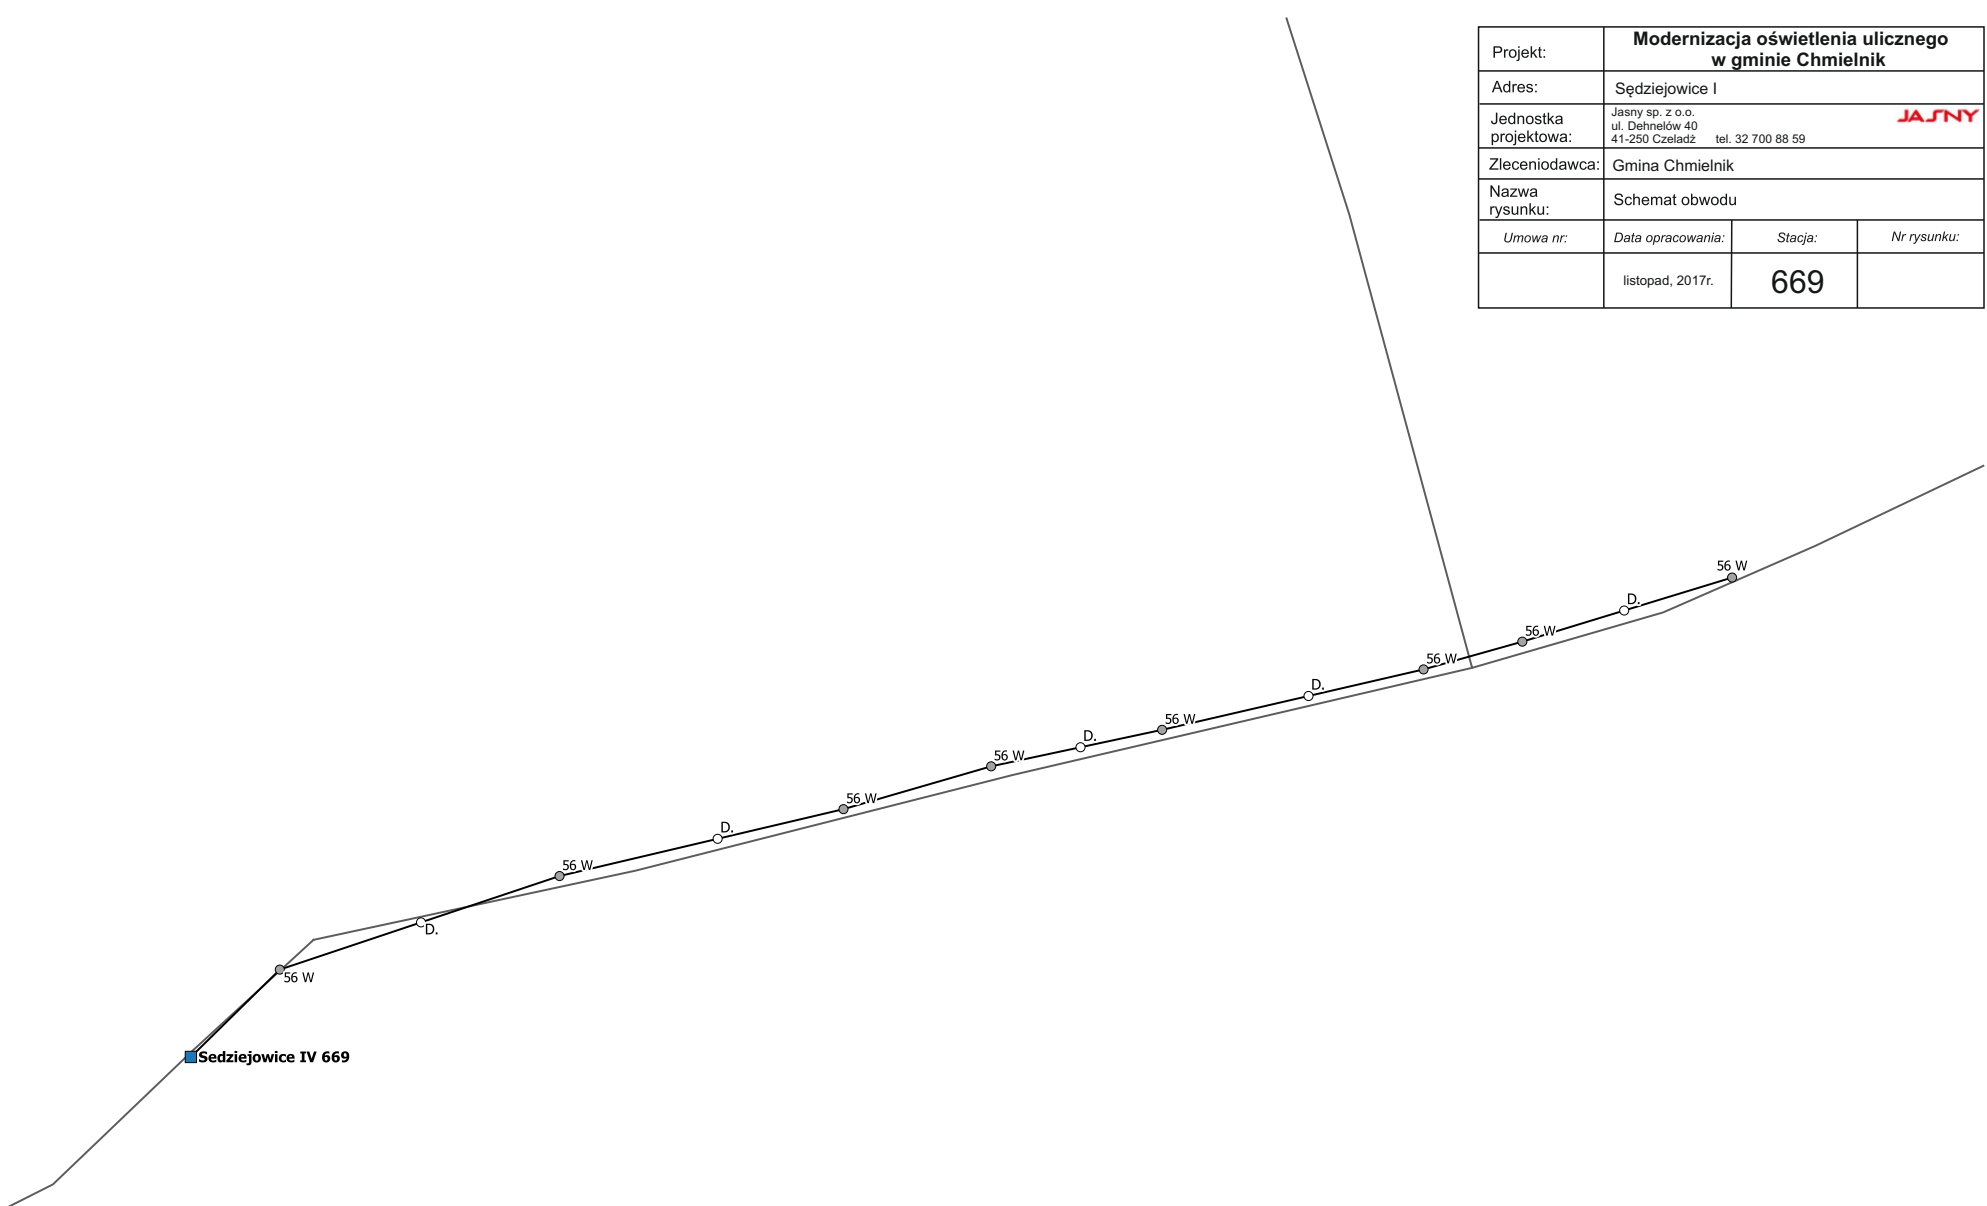 Projekt:
Modernizacja oświetlenia ulicznego
w gminie Chmielnik
Adres:
Sędziejowice I
Jednostka
projektowa:
Jasny sp. z o.o.
ul. Dehnelów 40
41-250 Czeladź tel. 32 700 88 59
JASNY
Zleceniodawca:
Gmina Chmielnik
Nazwa
rysunku:
Schemat obwodu
Umowa nr:
Data opracowania:
Stacja:
Nr rysunku:
listopad, 2017r.
669
56 W
D.
56 W
56 W
D.
56 W
D.
56 W
56 W
D.
56 W
D.
56 W
Sedziejowice IV 669